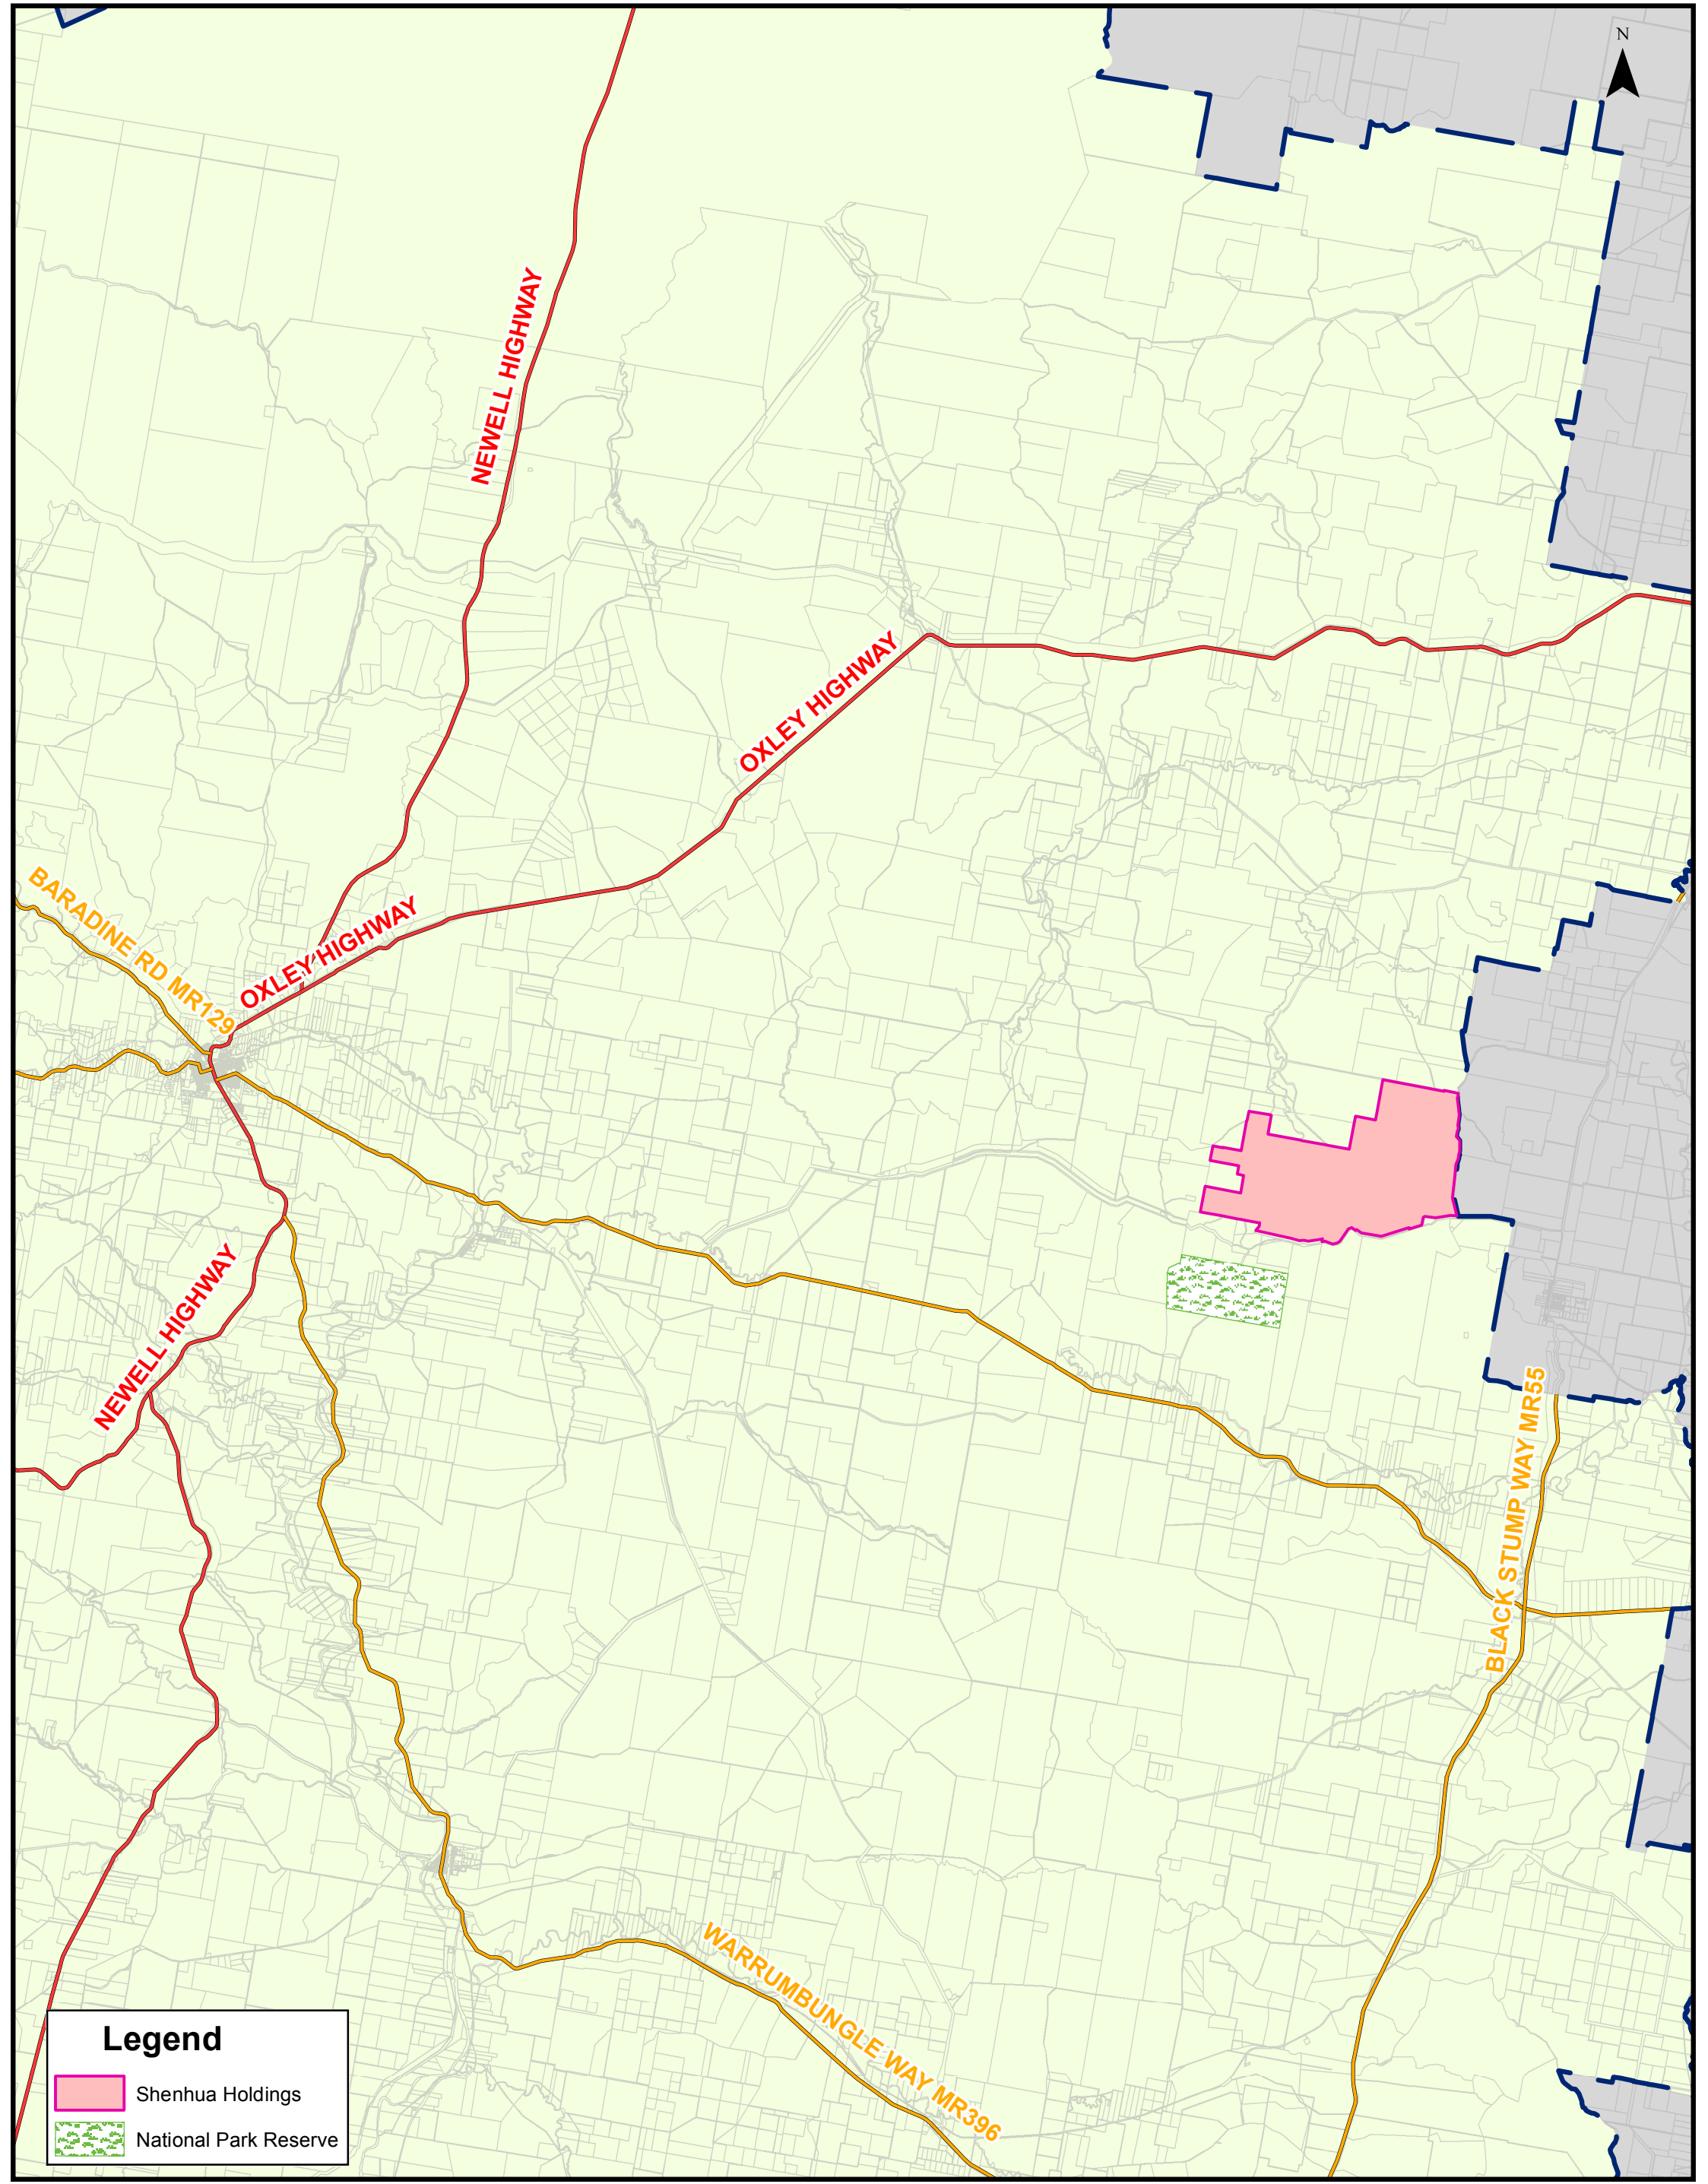 N
NEWELL HIGHWAY
OXLEY HIGHWAY
BARADINE RD MR129
OXLEY HIGHWAY
NEWELL HIGHWAY
BLACK STUMP WAY MR55
WARRUMBUNGLE WAY MR396
Legend
Shenhua Holdings
National Park Reserve